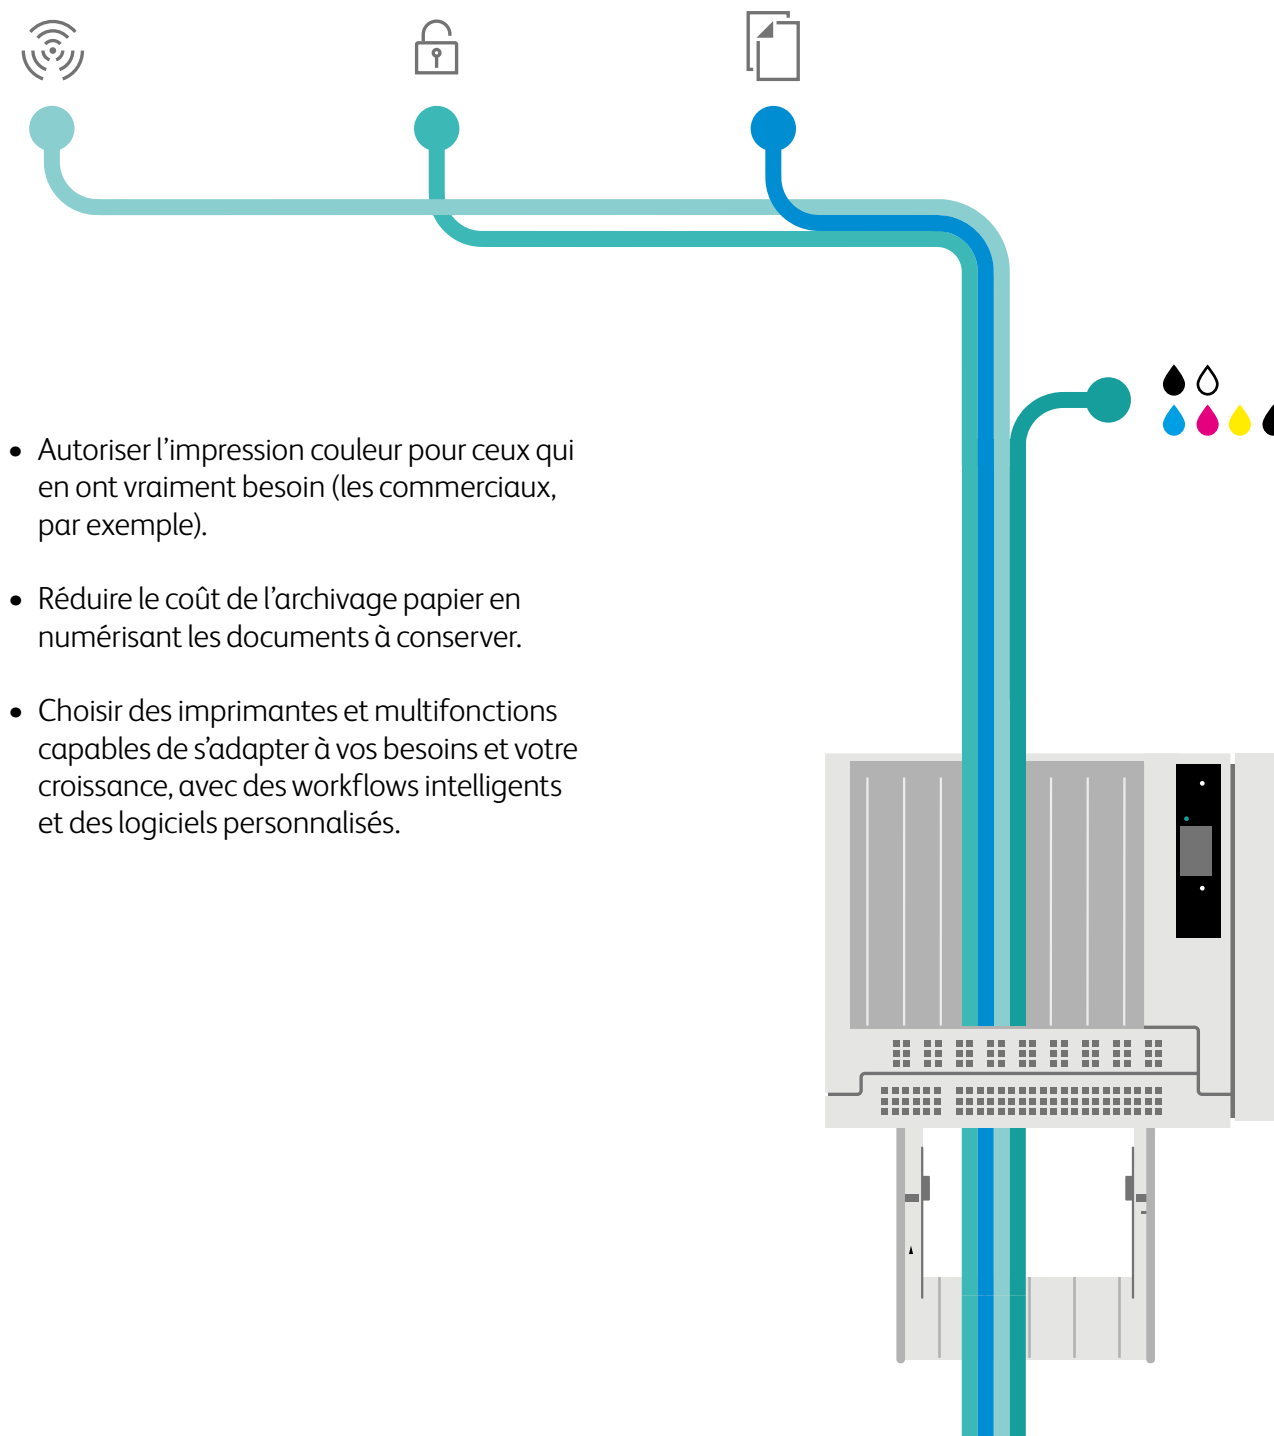 • Autoriser l’impression couleur pour ceux qui
en ont vraiment besoin (les commerciaux,
par exemple).
• Réduire le coût de l’archivage papier en
numérisant les documents à conserver.
• Choisir des imprimantes et multifonctions
capables de s’adapter à vos besoins et votre
croissance, avec des workflows intelligents
et des logiciels personnalisés.